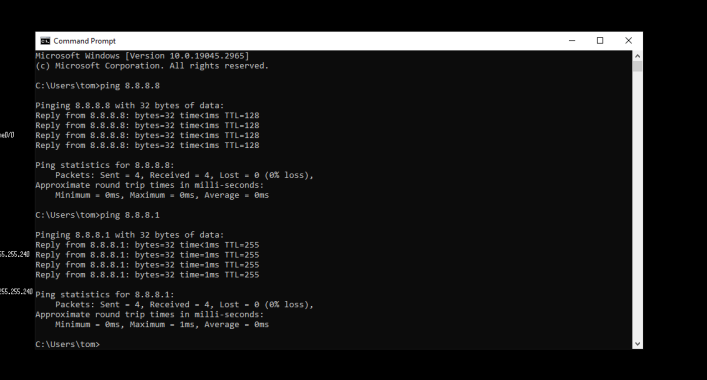 Command Prompt
Microsoft Windows [Version 10.0.19045.2965]
(c) Microsoft Corporation. All rights reserved.
C:\Users\tom>ping 8.8.8.8
Pinging 8.8.8.8 with 32 bytes of data:
Reply from 8.8.8.8: bytes=32 time<1ms TTL=128
Reply from 8.8.8.8: bytes=32 time<1ms TTL=128
Reply from 8.8.8.8: bytes=32 time<1ms TTL=128
Reply from 8.8.8.8: bytes=32 time<1ms TTL=128
Ping statistics for 8.8.8.8:
Packets: Sent = 4, Received = 4, Lost = 0 (0% loss),
Approximate round trip times in milli-seconds:
Minimum = 0ms, Maximum = 0ms, Average = 0ms
C:\Users\tom>ping 8.8.8.1
Pinging 8.8.8.1 with 32 bytes of data:
Reply from 8.8.8.1: bytes=32 time<1ms TTL=255
Reply from 8.8.8.1: bytes=32 time=1ms TTL=255
Reply from 8.8.8.1: bytes=32 time=1ms TTL=255
Reply from 8.8.8.1: bytes=32 time=1ms TTL=255
Ping statistics for 8.8.8.1:
Packets: Sent = 4, Received = 4, Lost = 0 (0% loss),
Approximate round trip times in milli-seconds:
Minimum = 0ms, Maximum = 1ms, Average = 0ms
C:\Users\tom>